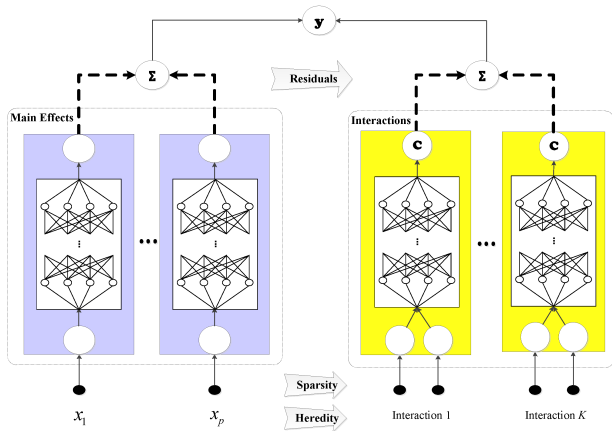 y
Σ
Residuals
Σ
Main Effects
Interactions
c
c
...
...
...
...
...
...
Sparsity
Heredity
x1
xp
Interaction 1
Interaction K